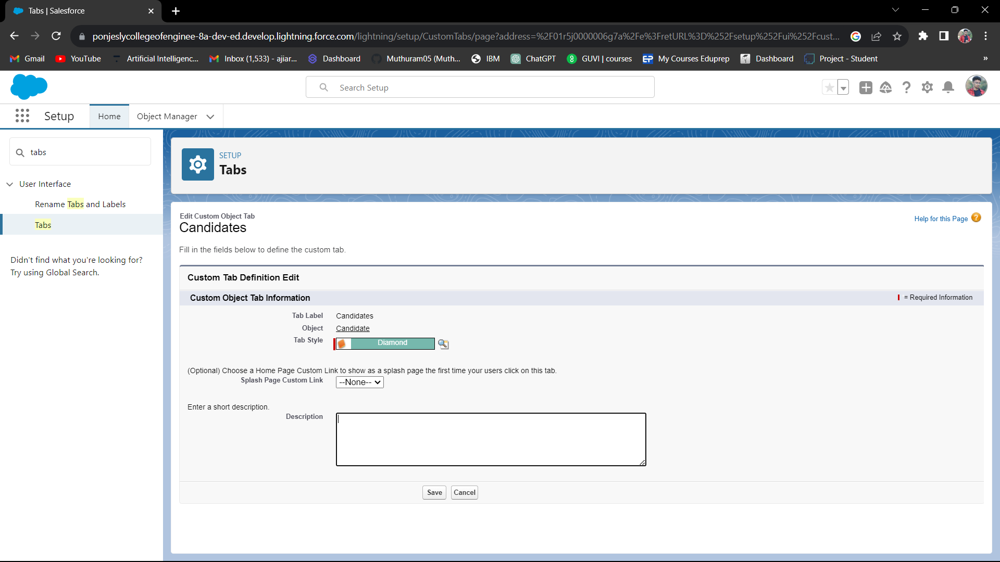 Tabs | Salesforce
ponjeslycollegeofenginee-8a-dev-ed.develop.lightning.force.com/lightning/setup/CustomTabs/page?address=%2F01r5j0000006g7a%2Fe%3FretURL%3D%252Fsetup%252Fui%252Fcust...
Gmail YouTube Artificial Intelligenc... Inbox (1,533) - ajiar... Dashboard Muthuram05 (Muth... IBM ChatGPT GUVI | courses My Courses Eduprep Dashboard Project - Student »
Search Setup
Setup Home Object Manager
tabs
User Interface
Rename Tabs and Labels
Tabs
Didn't find what you're looking for?
Try using Global Search.
SETUP
Tabs
Edit Custom Object Tab
Candidates
Help for this Page
Fill in the fields below to define the custom tab.
Custom Tab Definition Edit
Custom Object Tab Information
= Required Information
Tab Label Candidates
Object Candidate
Tab Style Diamond
(Optional) Choose a Home Page Custom Link to show as a splash page the first time your users click on this tab.
Splash Page Custom Link --None--
Enter a short description.
Description
Save Cancel